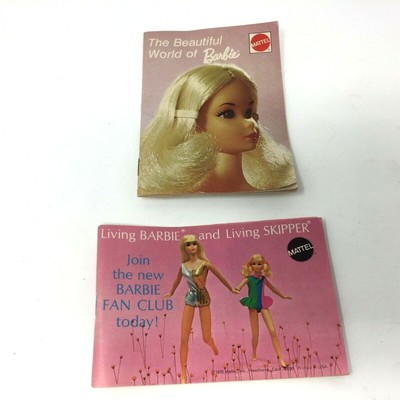 The Beautiful
World of Barbie
MATTEL
Living BARBIE® and Living SKIPPER®
MATTEL
Join
the new
BARBIE
FAN CLUB
today!